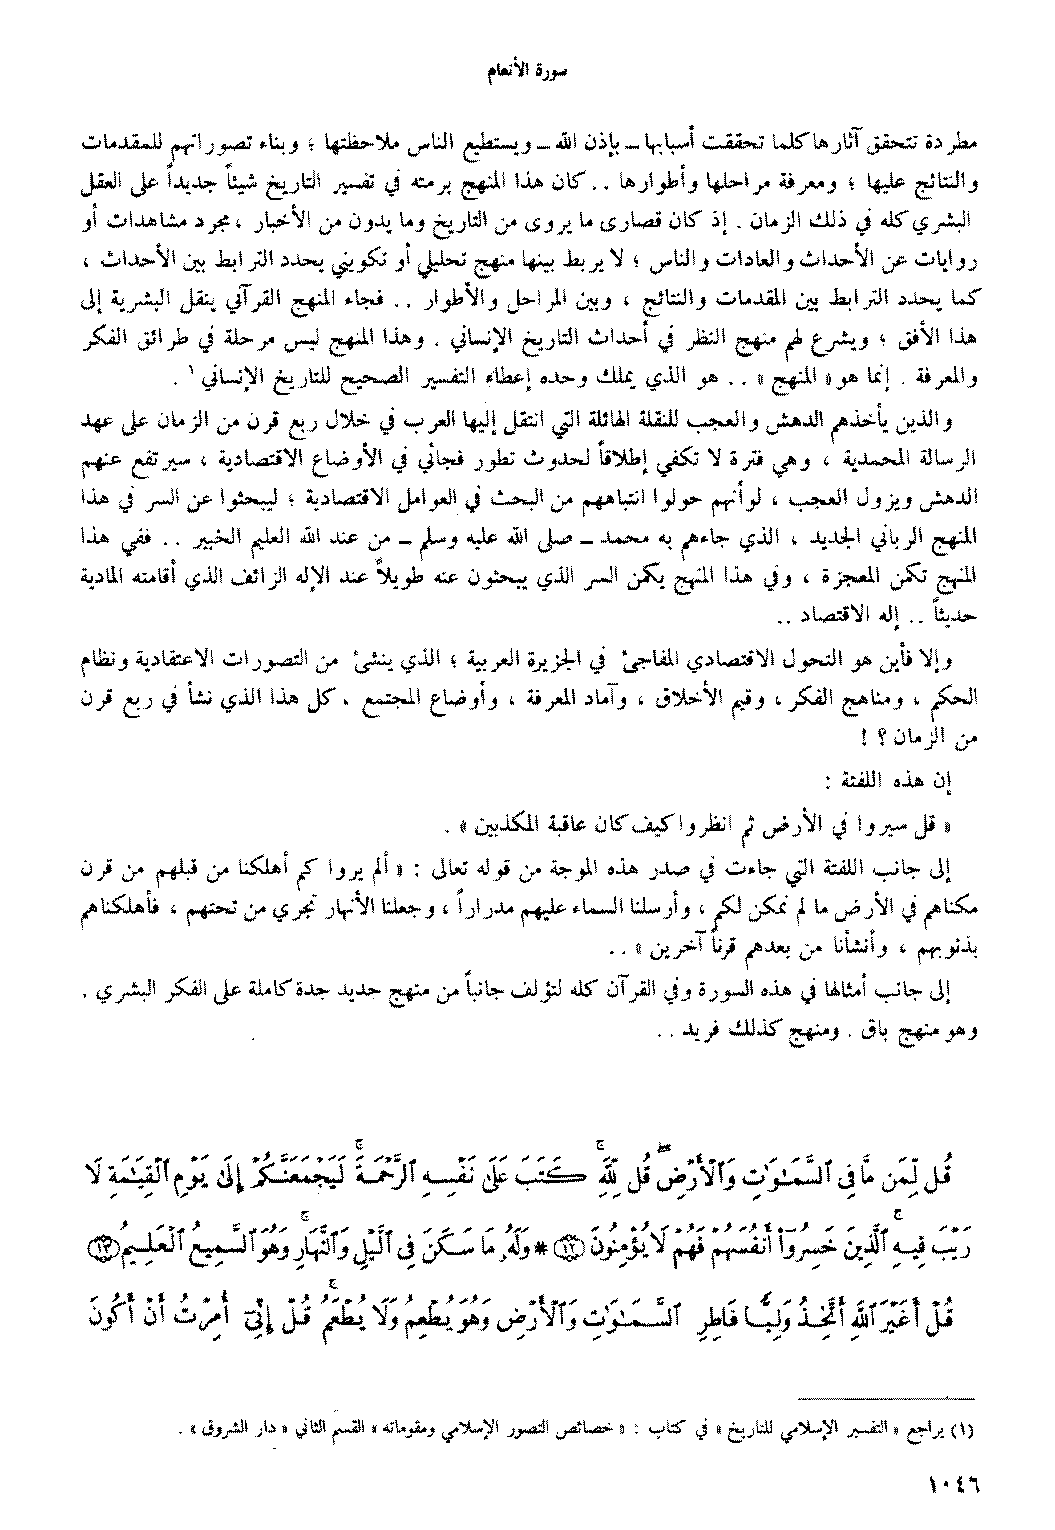 سورة الأنعام
مطردة تتحقق آثارها كلما تحققت أسبابها – بإذن الله – ويستطيع الناس ملاحظتها ؛ وبناء تصوراتهم للمقدمات
والنتائج عليها ؛ ومعرفة مراحلها وأطوارها .. كان هذا المنهج برمته في تفسير التاريخ شيئاً جديداً على العقل
البشري كله في ذلك الزمان . إذ كان قصارى ما يروى من التاريخ وما يدون من الأخبار ، مجرد مشاهدات أو
روايات عن الأحداث والعادات والناس ؛ لا يربط بينها منهج تحليلي أو تكويني يحدد الترابط بين الأحداث ،
كما يحدد الترابط بين المقدمات والنتائج ، وبين المراحل والأطوار .. فجاء المنهج القرآني ينقل البشرية إلى
هذا الأفق ؛ ويشرع لهم منهج النظر في أحداث التاريخ الإنساني . وهذا المنهج ليس مرحلة في طرائق الفكر
والمعرفة . إنما هو « المنهج » .. هو الذي يملك وحده إعطاء التفسير الصحيح للتاريخ الإنساني ١ .
والذين يأخذهم الدهش والعجب للنقلة الهائلة التي انتقل إليها العرب في خلال ربع قرن من الزمان على عهد
الرسالة المحمدية ، وهي فترة لا تكفي إطلاقاً لحدوث تطور فجائي في الأوضاع الاقتصادية ، سيرتفع عنهم
الدهش ويزول العجب ، لو أنهم حولوا انتباههم من البحث في العوامل الاقتصادية ؛ ليبحثوا عن السر في هذا
المنهج الرباني الجديد ، الذي جاءهم به محمد – صلى الله عليه وسلم – من عند الله العليم الخبير .. ففي هذا
المنهج تكمن المعجزة ، وفي هذا المنهج يكمن السر الذي يبحثون عنه طويلاً عند الإله الزائف الذي أقامته المادية
حديثاً .. إله الاقتصاد ..
وإلا فأين هو التحول الاقتصادي المفاجئ في الجزيرة العربية ؛ الذي ينشئ من التصورات الاعتقادية ونظام
الحكم ، ومناهج الفكر ، وقيم الأخلاق ، وآماد المعرفة ، وأوضاع المجتمع ، كل هذا الذي نشأ في ربع قرن
من الزمان ؟ !
إن هذه اللفتة :
« قل سيروا في الأرض ثم انظروا كيف كان عاقبة المكذبين » .
إلى جانب اللفتة التي جاءت في صدر هذه الموجة من قوله تعالى : « ألم يروا كم أهلكنا من قبلهم من قرن
مكناهم في الأرض ما لم نمكن لكم ، وأرسلنا السماء عليهم مدراراً ، وجعلنا الأنهار تجري من تحتهم ، فأهلكناهم
بذنوبهم ، وأنشأنا من بعدهم قرناً آخرين » ..
إلى جانب أمثالها في هذه السورة وفي القرآن كله لتؤلف جانباً من منهج جديد جدة كاملة على الفكر البشري .
وهو منهج باق . ومنهج كذلك فريد ..
قُل لِّمَن مَّا فِي ٱلسَّمَٰوَٰتِ وَٱلْأَرْضِ ۖ قُل لِّلَّهِ ۚ كَتَبَ عَلَىٰ نَفْسِهِ ٱلرَّحْمَةَ ۚ لَيَجْمَعَنَّكُمْ إِلَىٰ يَوْمِ ٱلْقِيَٰمَةِ لَا
رَيْبَ فِيهِ ۚ ٱلَّذِينَ خَسِرُوٓا۟ أَنفُسَهُمْ فَهُمْ لَا يُؤْمِنُونَ ﴿١٢﴾ * وَلَهُۥ مَا سَكَنَ فِي ٱلَّيْلِ وَٱلنَّهَارِ ۚ وَهُوَ ٱلسَّمِيعُ ٱلْعَلِيمُ ﴿١٣﴾
قُلْ أَغَيْرَ ٱللَّهِ أَتَّخِذُ وَلِيًّا فَاطِرِ ٱلسَّمَٰوَٰتِ وَٱلْأَرْضِ وَهُوَ يُطْعِمُ وَلَا يُطْعَمُ ۗ قُلْ إِنِّيٓ أُمِرْتُ أَنْ أَكُونَ
(١) يراجع « التفسير الإسلامي للتاريخ » في كتاب : « خصائص التصور الإسلامي ومقوماته » القسم الثاني « دار الشروق » .
١٠٤٦